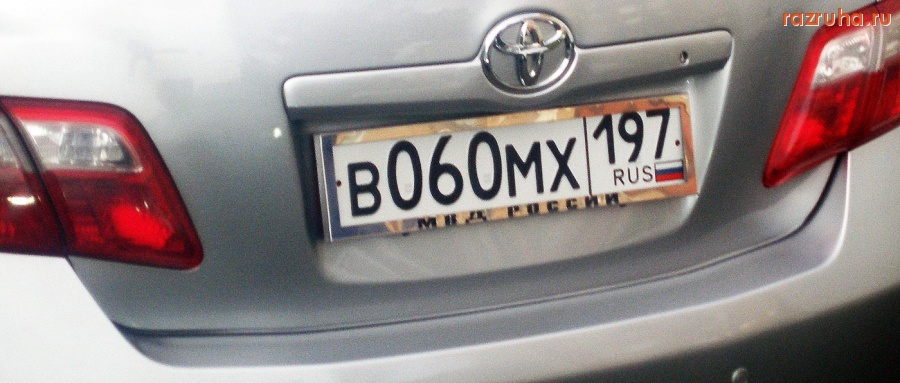 razruha.ru
В060МХ 197
RUS
МВД РОССИИ